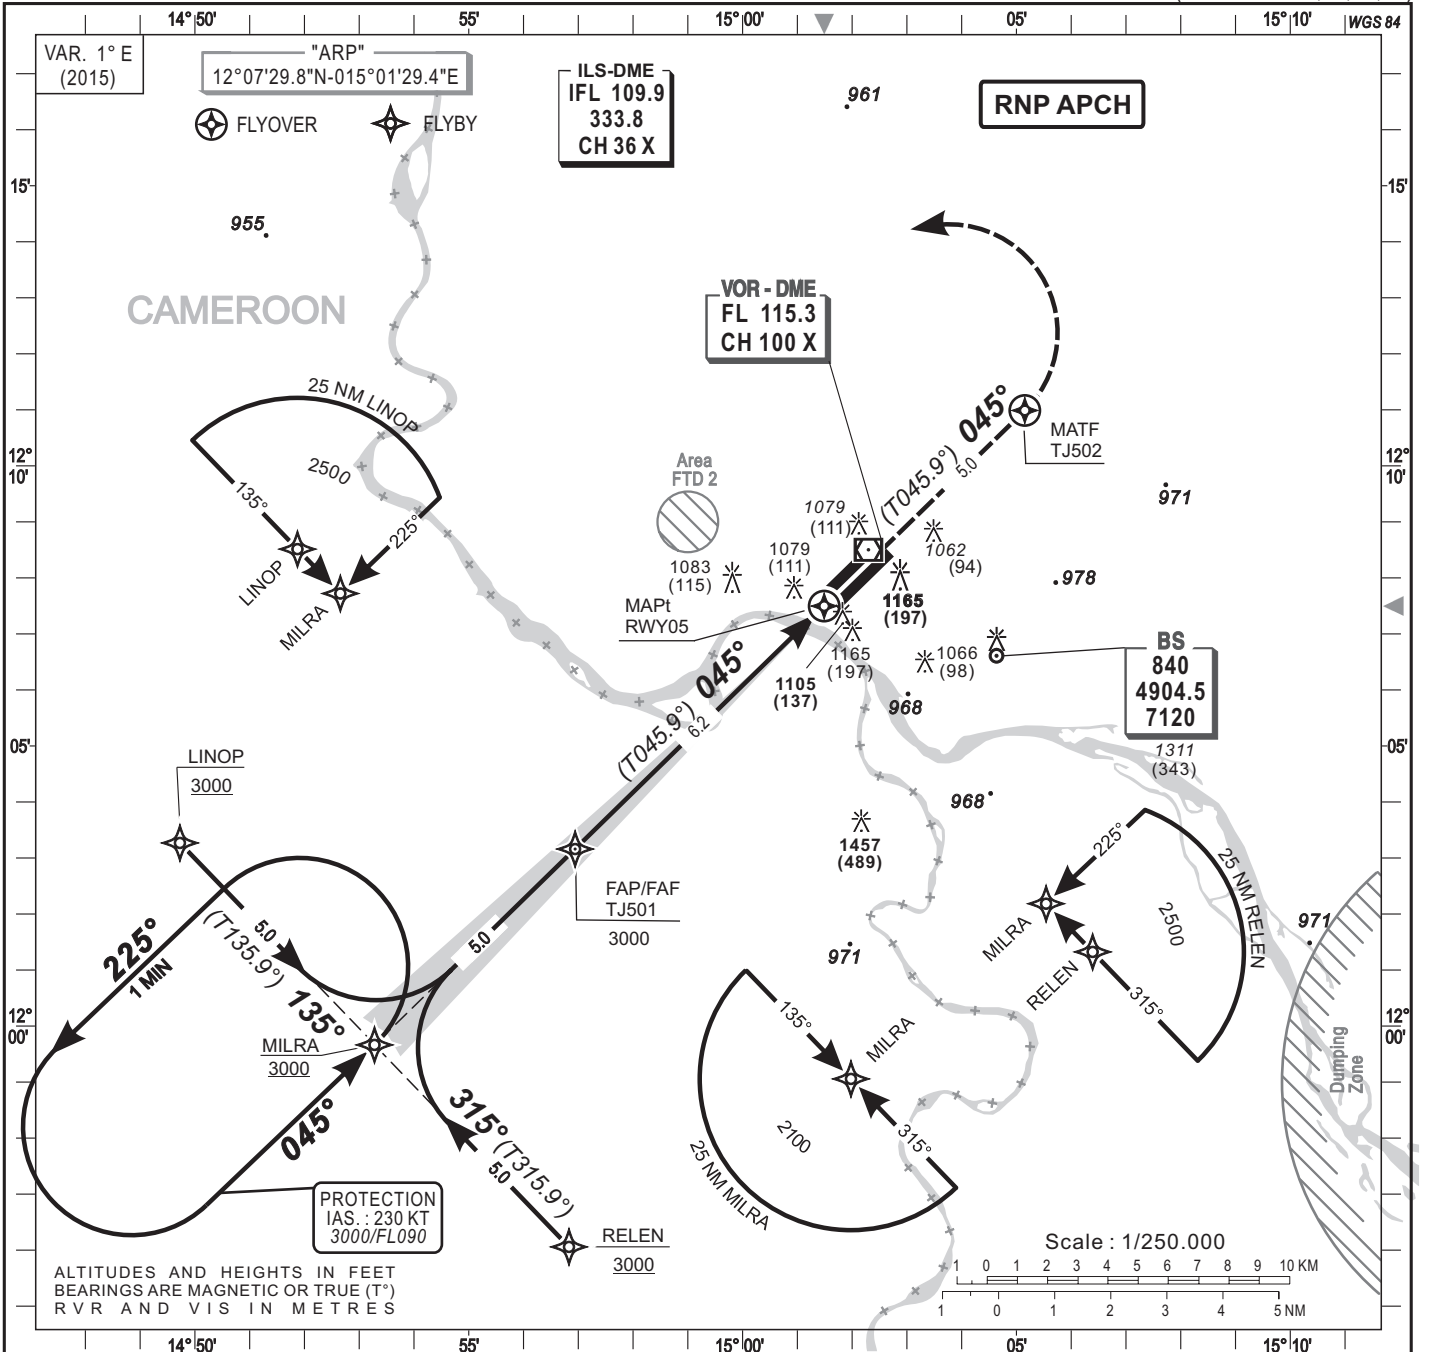 14°50'
55'
15°00'
05'
15°10'
WGS 84
VAR. 1° E
(2015)
"ARP"
12°07'29.8"N-015°01'29.4"E
FLYOVER
FLYBY
ILS-DME
IFL 109.9
333.8
CH 36 X
961
RNP APCH
15'
15'
955
CAMEROON
VOR - DME
FL 115.3
CH 100 X
25 NM LINOP
2500
135°
225°
LINOP
MILRA
12°
10'
12°
10'
045°
(T045.9°)
5.0
MATF
TJ502
Area
FTD 2
971
1079
(111)
1062
(94)
1079
(111)
1083
(115)
978
MAPt
RWY05
1165
(197)
1165
(197)
1066
(98)
1105
(137)
968
BS
840
4904.5
7120
1311
(343)
045°
(T045.9°)
6.2
05'
05'
LINOP
3000
968
1457
(489)
FAP/FAF
TJ501
3000
5.0
225°
1 MIN
5.0
(T135.9°)
135°
MILRA
3000
045°
315°
(T315.9°)
5.0
RELEN
3000
PROTECTION
IAS. : 230 KT
3000/FL090
971
225°
25 NM RELEN
2500
MILRA
RELEN
315°
971
135°
MILRA
2100
315°
25 NM MILRA
12°
00'
12°
00'
Dumping
Zone
ALTITUDES AND HEIGHTS IN FEET
BEARINGS ARE MAGNETIC OR TRUE (T°)
RVR AND VIS IN METRES
Scale : 1/250.000
1 0 1 2 3 4 5 6 7 8 9 10 KM
1 0 1 2 3 4 5 NM
14°50'
55'
15°00'
05'
15°10'